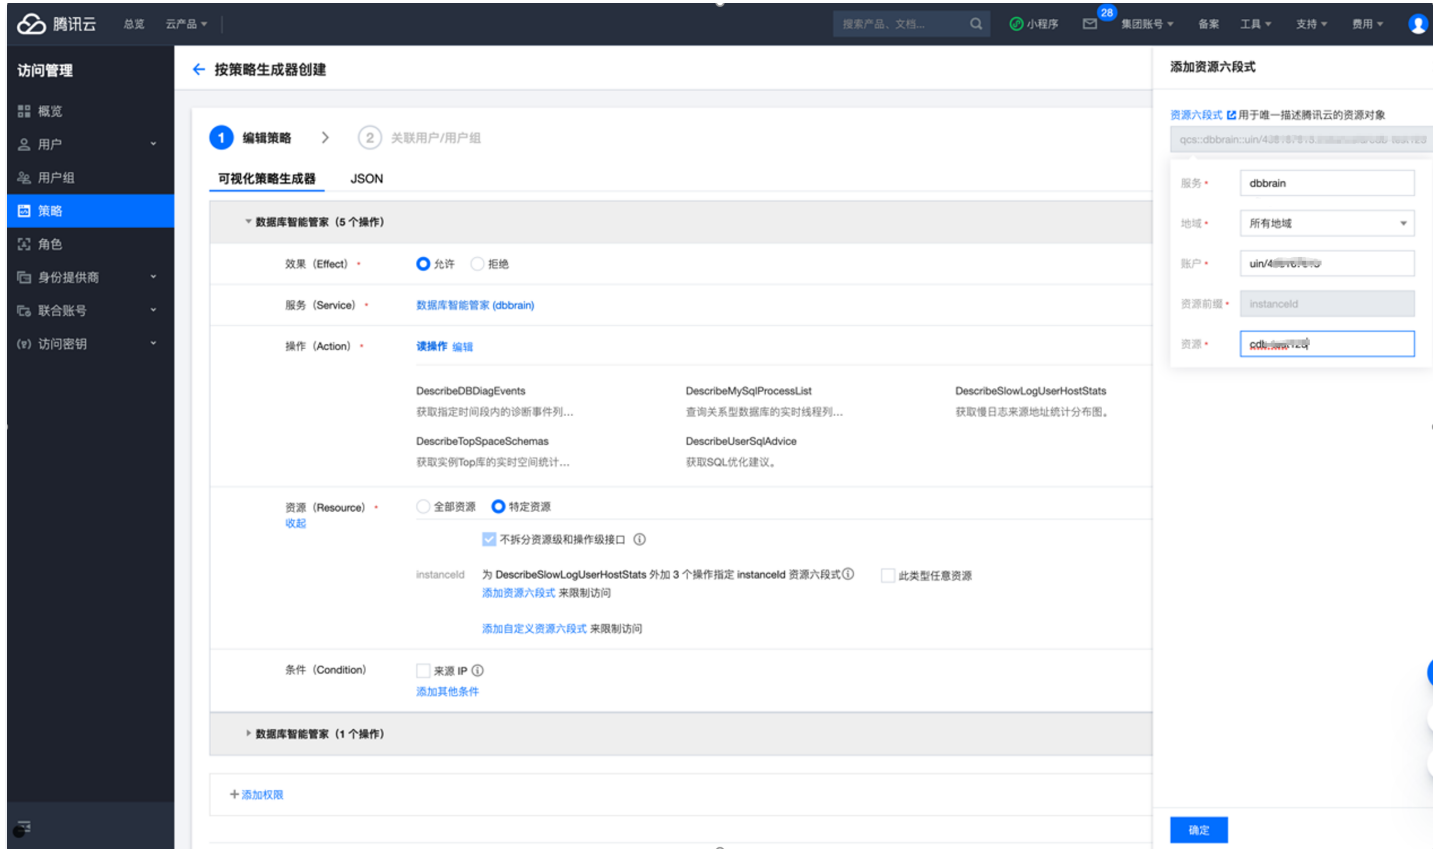 腾讯云 总览 云产品 搜索产品、文档... 小程序 28 集团账号 备案 工具 支持 费用
访问管理
概览
用户
用户组
策略
角色
身份提供商
联合账号
访问密钥
按策略生成器创建
1 编辑策略 2 关联用户/用户组
可视化策略生成器 JSON
数据库智能管家（5 个操作）
效果（Effect） * 允许 拒绝
服务（Service） * 数据库智能管家 (dbbrain)
操作（Action） * 读操作 编辑
DescribeDBDiagEvents DescribeMySqlProcessList DescribeSlowLogUserHostStats
获取指定时间段内的诊断事件列... 查询关系型数据库的实时线程列... 获取慢日志来源地址统计分布图。
DescribeTopSpaceSchemas DescribeUserSqlAdvice
获取实例Top库的实时空间统计... 获取SQL优化建议。
资源（Resource） * 全部资源 特定资源
收起
不拆分资源级和操作级接口
instanceId 为 DescribeSlowLogUserHostStats 外加 3 个操作指定 instanceId 资源六段式 此类型任意资源
添加资源六段式 来限制访问
添加自定义资源六段式 来限制访问
条件（Condition） 来源 IP
添加其他条件
数据库智能管家（1 个操作）
+添加权限
添加资源六段式
资源六段式 用于唯一描述腾讯云的资源对象
qcs::dbbrain::uin/
服务 * dbbrain
地域 * 所有地域
账户 * uin/
资源前缀 * instanceId
资源 *
确定